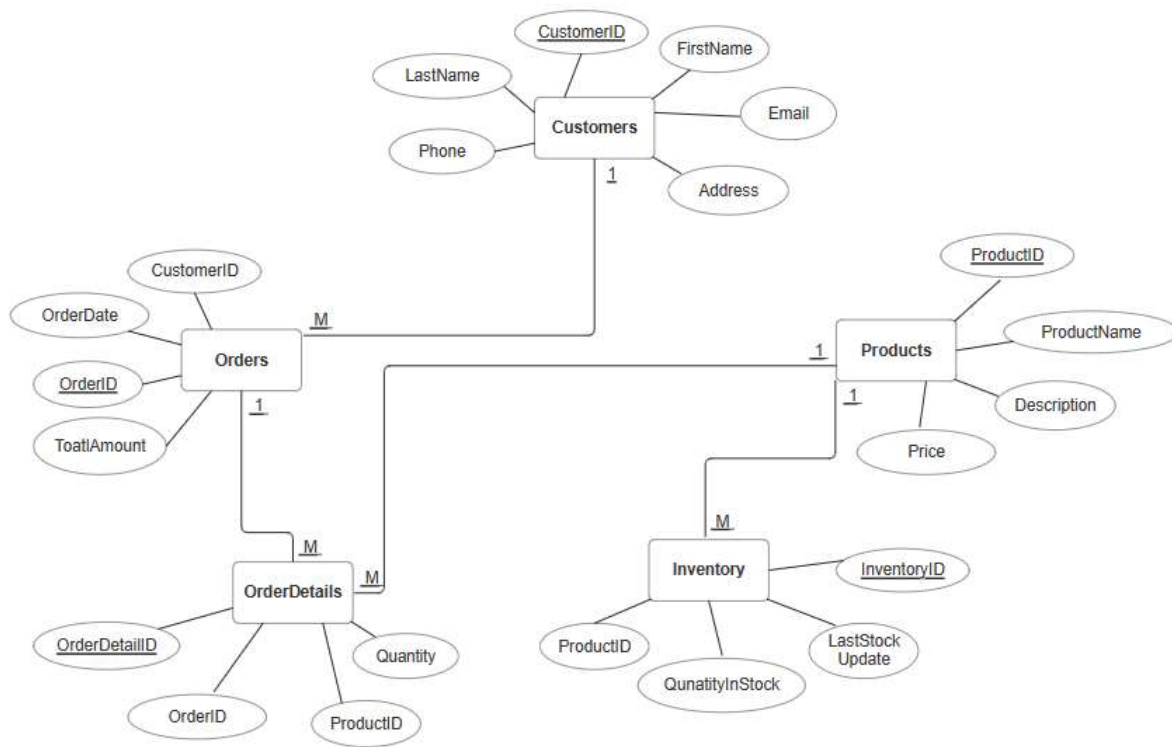 CustomerID
FirstName
LastName
Email
Customers
Phone
Address
1
CustomerID
OrderDate
M
Orders
OrderID
1
ToatlAmount
ProductID
ProductName
1
Products
1
Description
Price
M
M
OrderDetails
M
OrderDetailID
Quantity
OrderID
ProductID
Inventory
InventoryID
ProductID
LastStock
Update
QunatityInStock